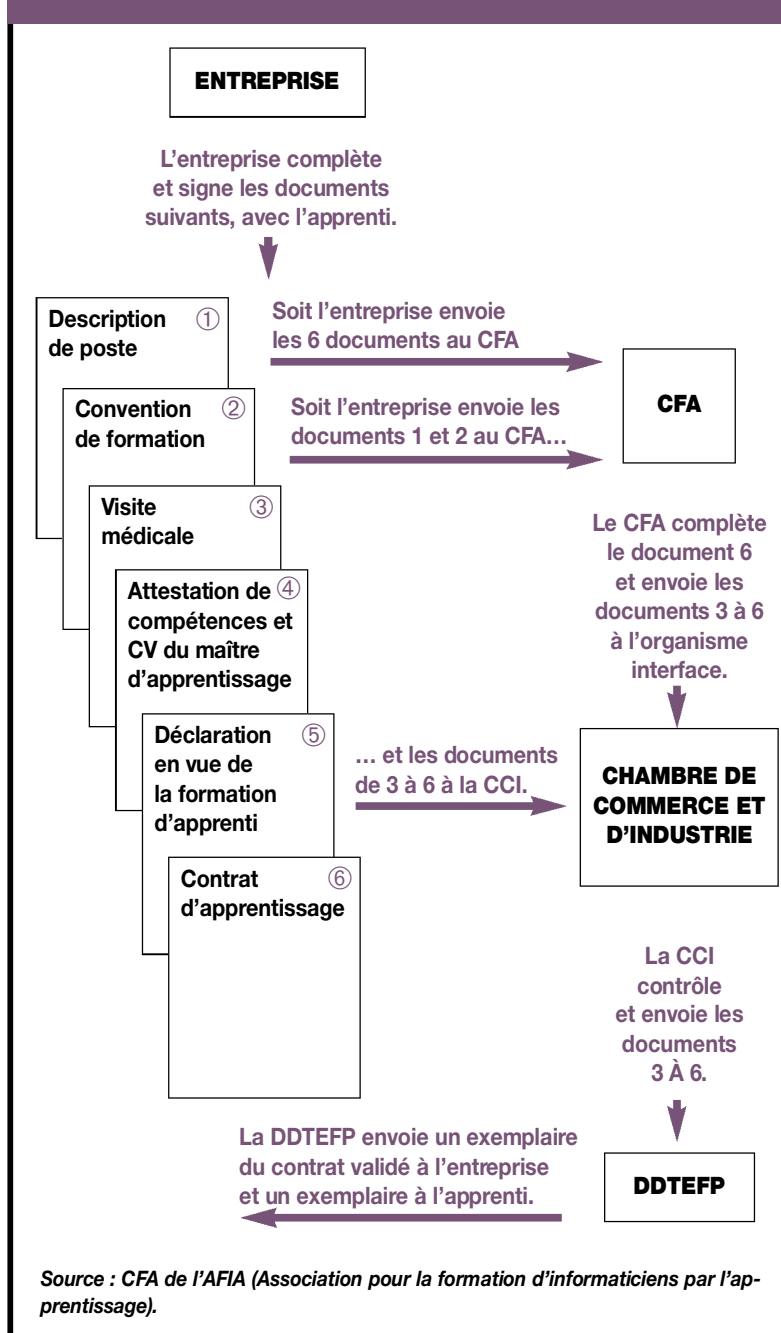 ENTREPRISE
L’entreprise complète
et signe les documents
suivants, avec l’apprenti.
Description ①
de poste
Soit l’entreprise envoie
les 6 documents au CFA
CFA
Convention ②
de formation
Soit l’entreprise envoie les
documents 1 et 2 au CFA…
Visite ③
médicale
Le CFA complète
le document 6
et envoie les
documents 3 à 6
à l’organisme
interface.
Attestation de ④
compétences et
CV du maître
d’apprentissage
Déclaration ⑤
en vue de
la formation
d’apprenti
… et les documents
de 3 à 6 à la CCI.
CHAMBRE DE
COMMERCE ET
D’INDUSTRIE
Contrat ⑥
d’apprentissage
La CCI
contrôle
et envoie les
documents
3 À 6.
La DDTEFP envoie un exemplaire
du contrat validé à l’entreprise
et un exemplaire à l’apprenti.
DDTEFP
Source : CFA de l’AFIA (Association pour la formation d’informaticiens par l’ap-
prentissage).